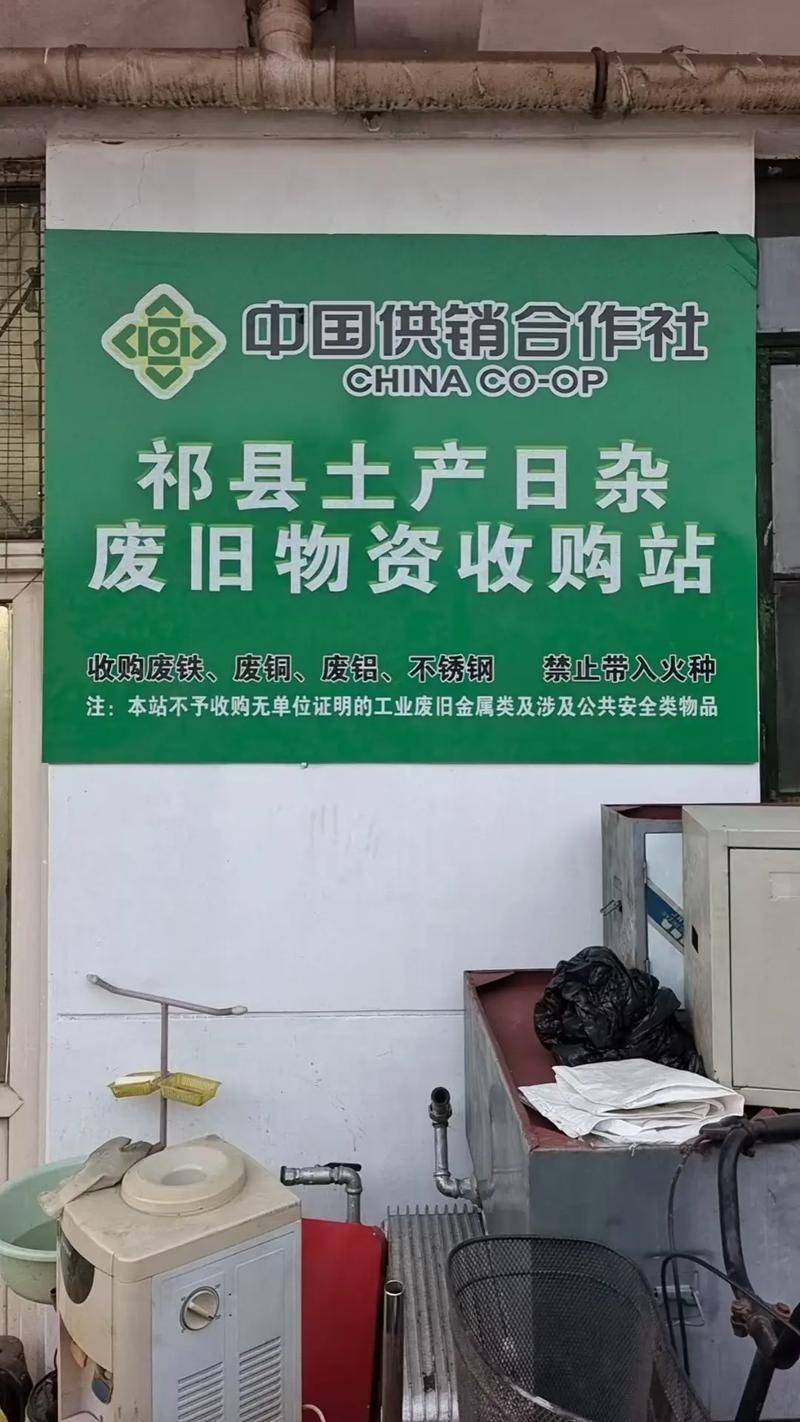 中国供销合作社
CHINA CO-OP
祁县土产日杂
废旧物资收购站
收购废铁、废铜、废铝、不锈钢 禁止带入火种
注：本站不予收购无单位证明的工业废旧金属类及涉及公共安全类物品